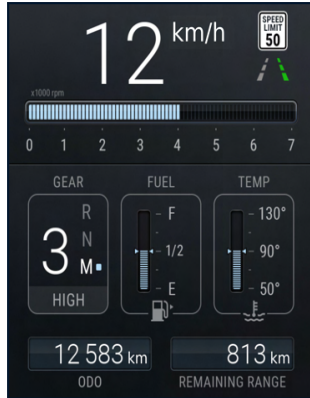 12 km/h
SPEED
LIMIT
50
x1000 rpm
0 1 2 3 4 5 6 7
GEAR FUEL TEMP
R
3 N
M
HIGH
F
1/2
E
130°
90°
50°
12 583 km
ODO
813 km
REMAINING RANGE